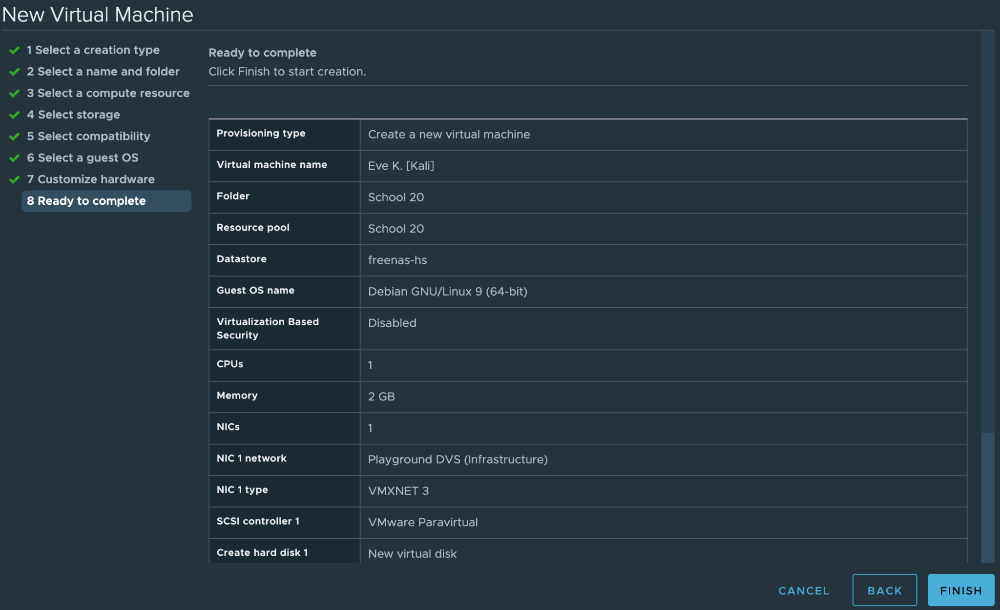 New Virtual Machine
1 Select a creation type
2 Select a name and folder
3 Select a compute resource
4 Select storage
5 Select compatibility
6 Select a guest OS
7 Customize hardware
8 Ready to complete
Ready to complete
Click Finish to start creation.
Provisioning type Create a new virtual machine
Virtual machine name Eve K. [Kali]
Folder School 20
Resource pool School 20
Datastore freenas-hs
Guest OS name Debian GNU/Linux 9 (64-bit)
Virtualization Based Disabled
Security
CPUs 1
Memory 2 GB
NICs 1
NIC 1 network Playground DVS (Infrastructure)
NIC 1 type VMXNET 3
SCSI controller 1 VMware Paravirtual
Create hard disk 1 New virtual disk
CANCEL BACK FINISH